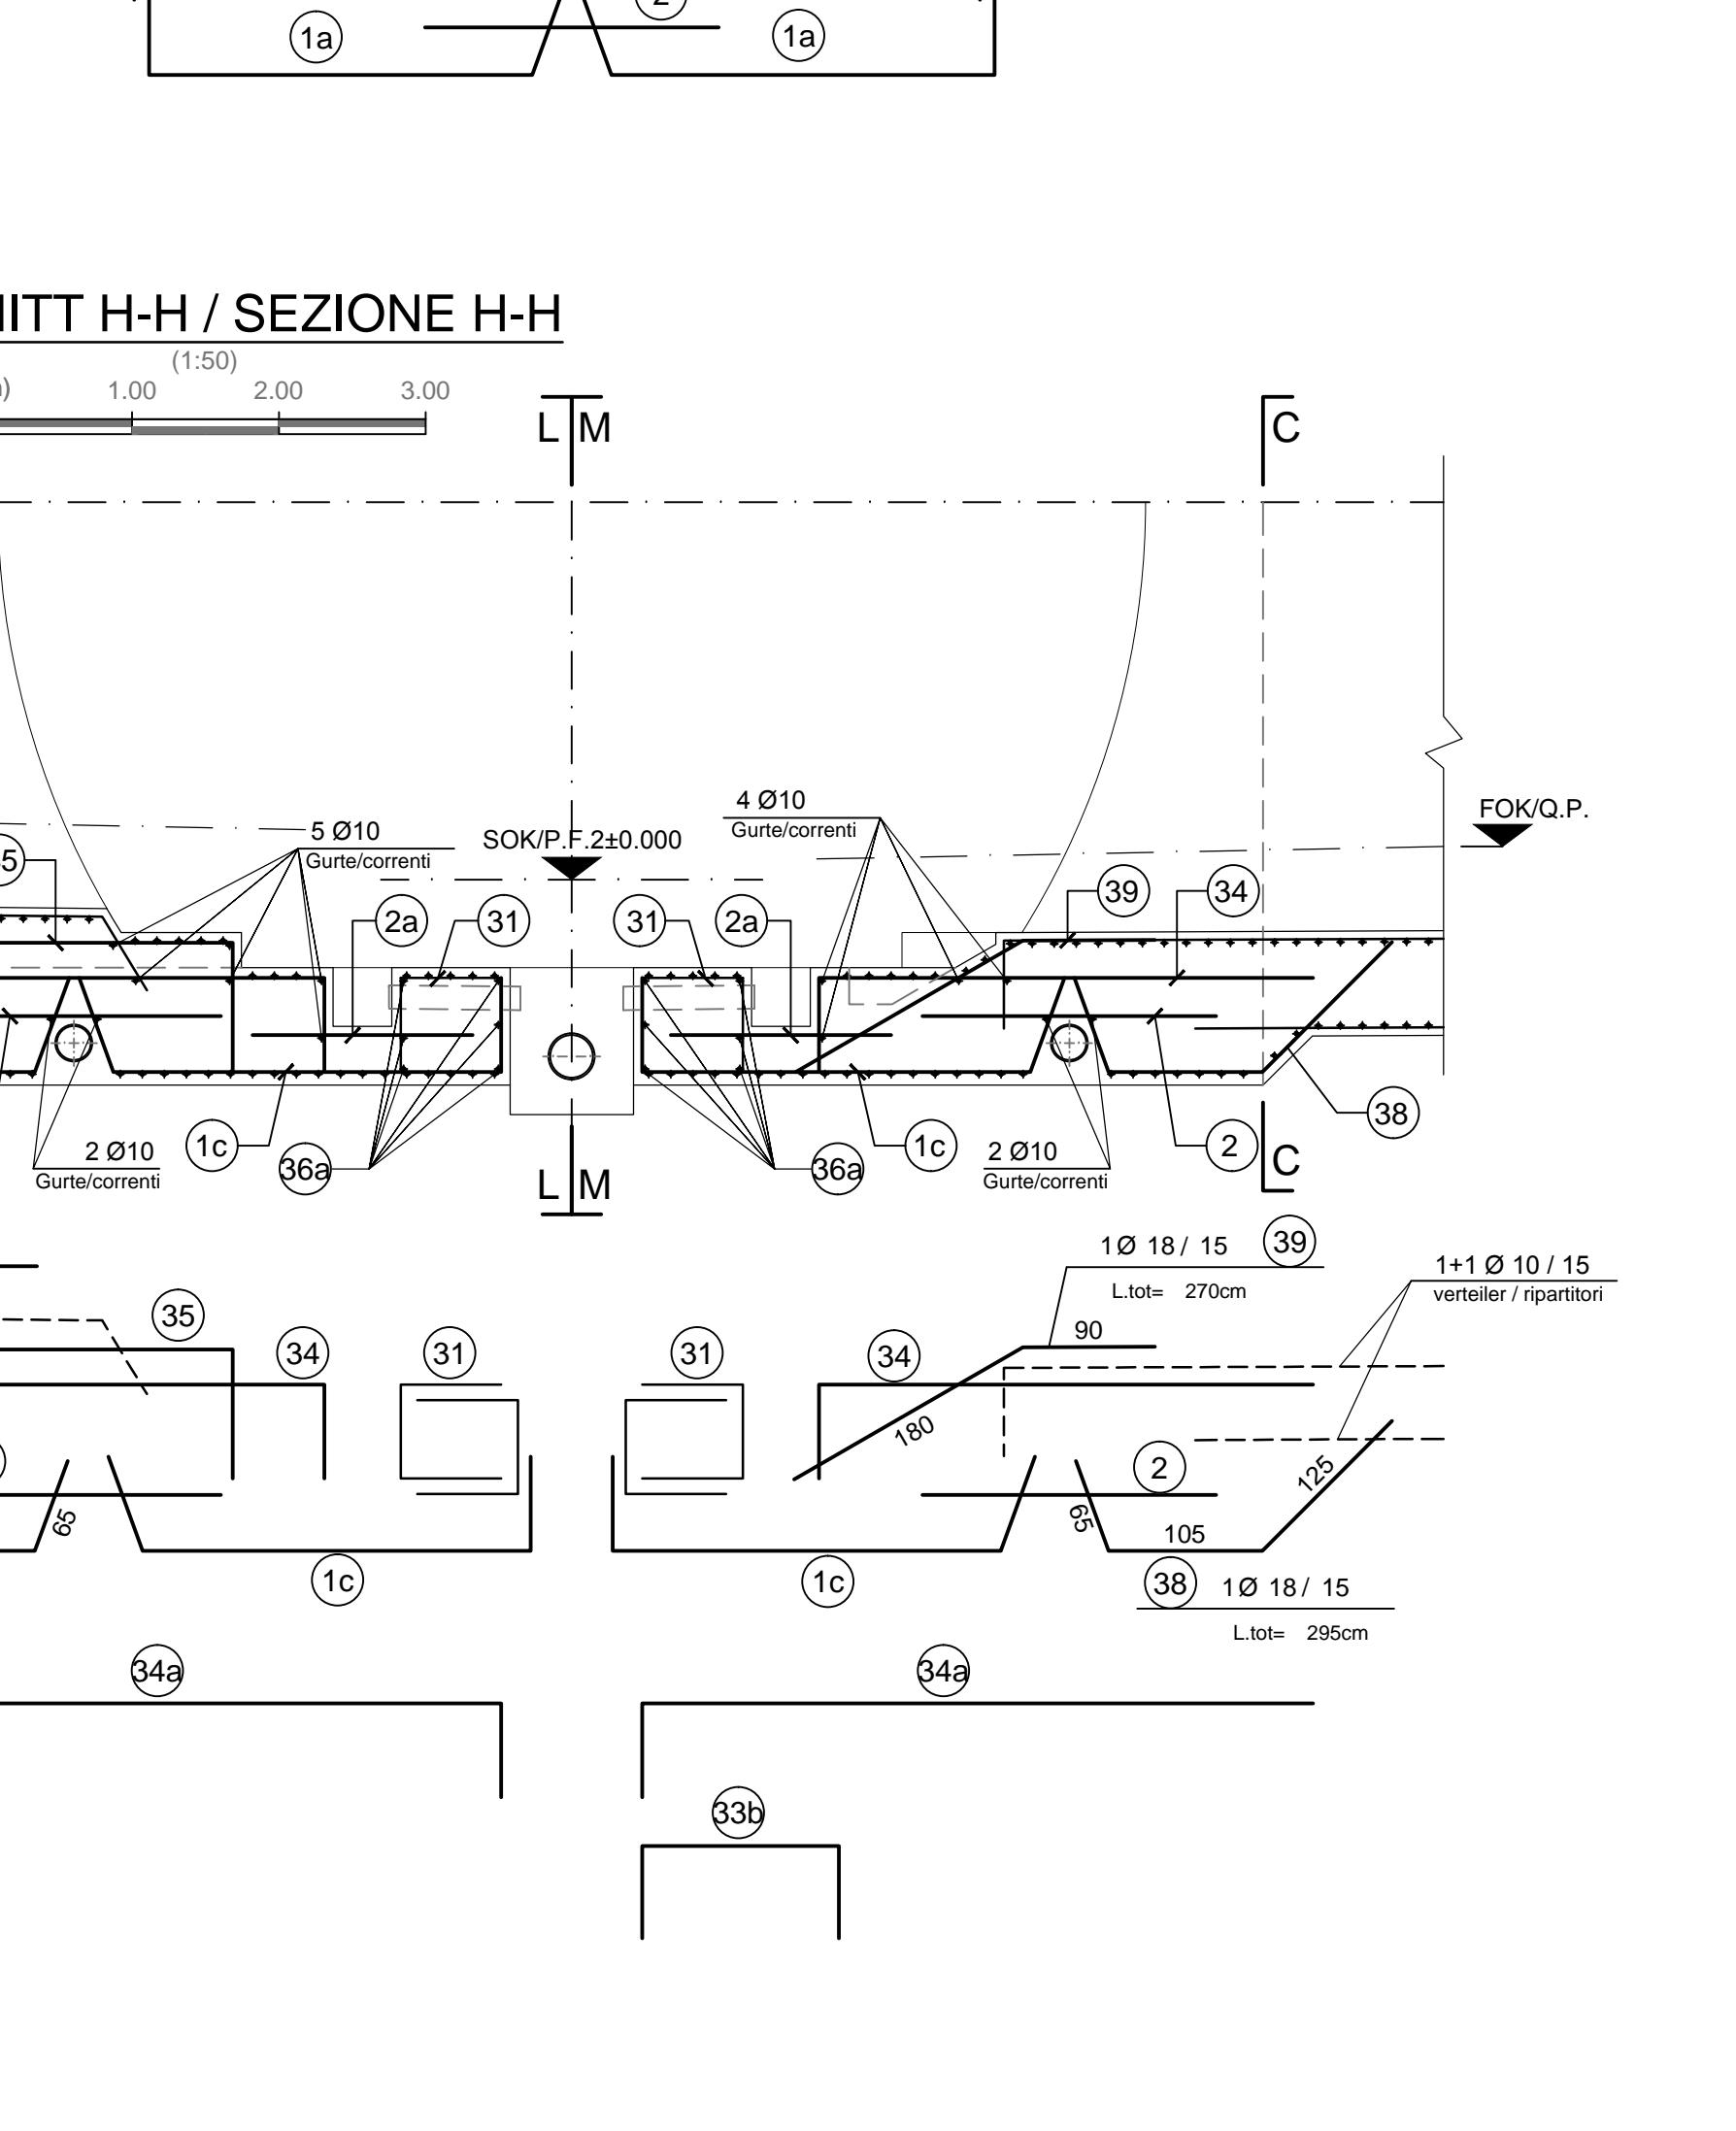 2
1a
1a
HITT H-H / SEZIONE H-H
(1:50)
1.00 2.00 3.00
L M
C
FOK/Q.P.
4 Ø10
Gurte/correnti
5 Ø10
Gurte/correnti
SOK/P.F.2±0.000
5
2a
31
31
2a
39
34
38
2 Ø10
Gurte/correnti
1c
36a
36a
1c
2 Ø10
Gurte/correnti
2
C
L M
1Ø 18/ 15
39
L.tot= 270cm
1+1 Ø 10 / 15
verteiler / ripartitori
35
34
31
31
34
90
180
2
125
65
65
105
1c
1c
38
1Ø 18/ 15
L.tot= 295cm
34a
34a
33b